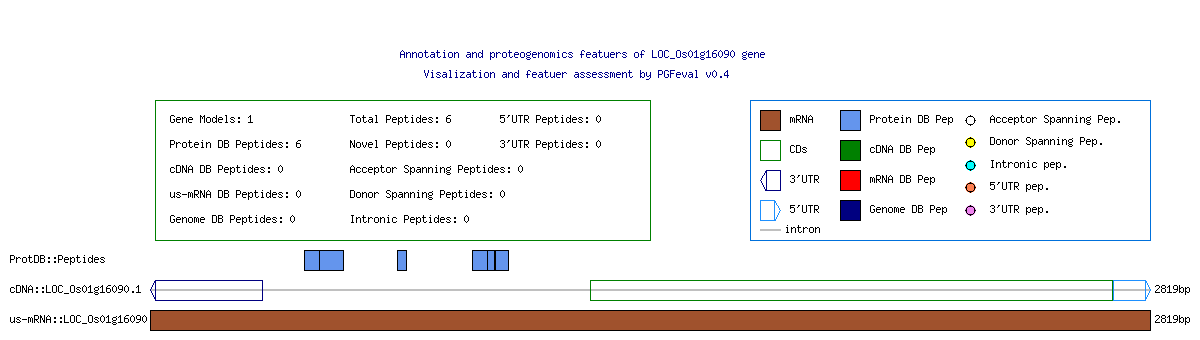 Annotation and proteogenomics featuers of LOC_Os01g16090 gene
Visalization and featuer assessment by PGFeval v0.4
Gene Models: 1 Total Peptides: 6 5'UTR Peptides: 0
Protein DB Peptides: 6 Novel Peptides: 0 3'UTR Peptides: 0
cDNA DB Peptides: 0 Acceptor Spanning Peptides: 0
us-mRNA DB Peptides: 0 Donor Spanning Peptides: 0
Genome DB Peptides: 0 Intronic Peptides: 0
mRNA Protein DB Pep Acceptor Spanning Pep.
CDs cDNA DB Pep Donor Spanning Pep.
3'UTR mRNA DB Pep Intronic pep.
5'UTR Genome DB Pep 5'UTR pep.
intron 3'UTR pep.
ProtDB::Peptides
cDNA::LOC_Os01g16090.1 2819bp
us-mRNA::LOC_Os01g16090 2819bp